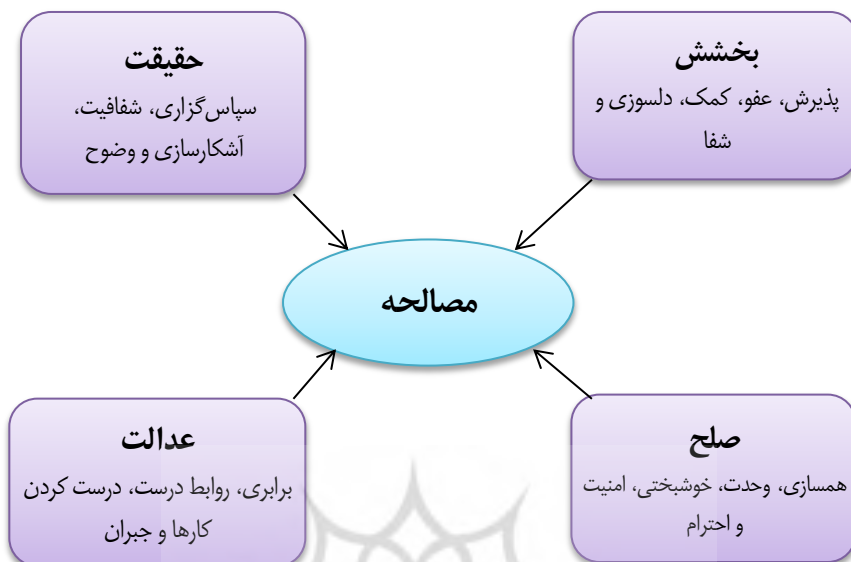 بخشش
پذیرش، عفو، کمک، دلسوزی و
شفا
حقیقت
سپاس‌گزاری، شفافیت،
آشکارسازی و وضوح
مصالحه
صلح
همسازی، وحدت، خوشبختی، امنیت
و احترام
عدالت
برابری، روابط درست، درست کردن
کارها و جبران